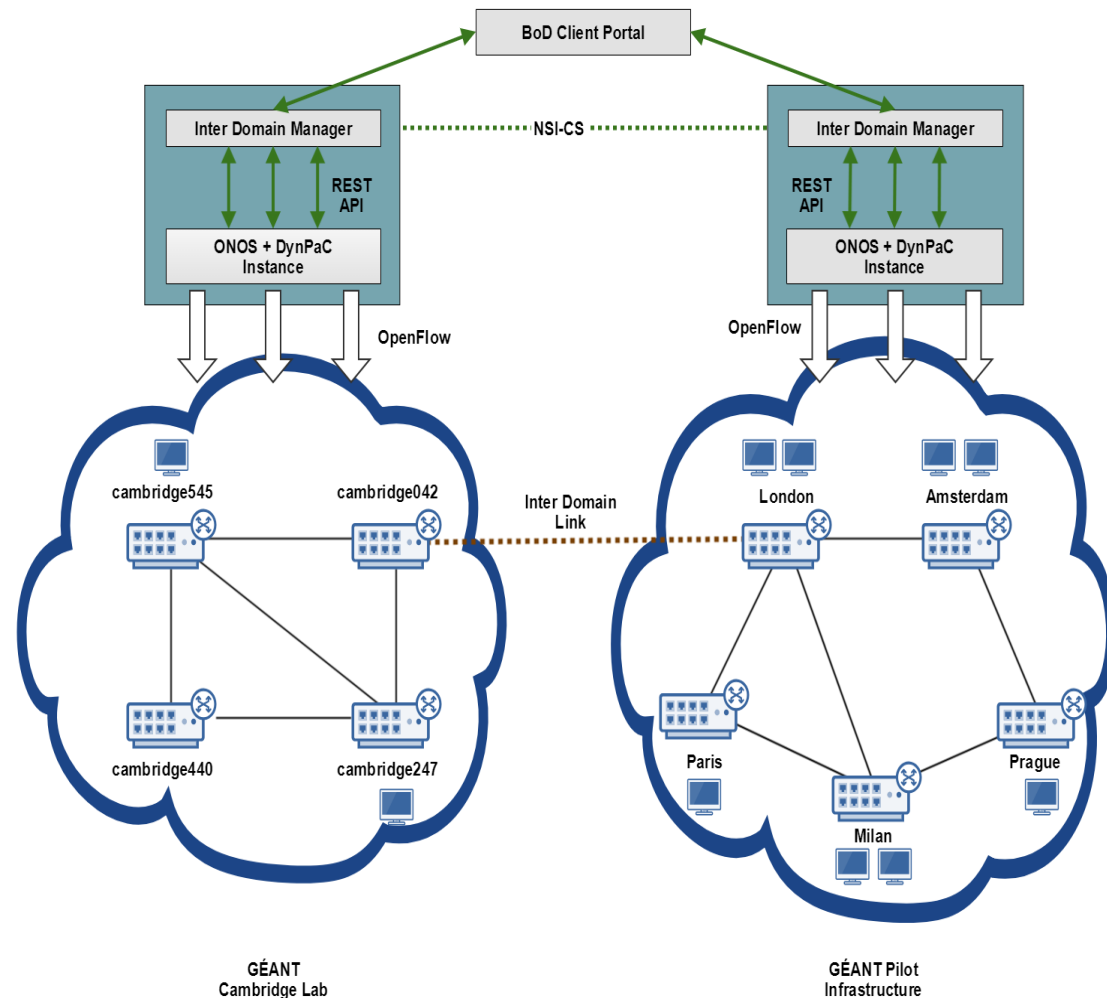 BoD Client Portal
Inter Domain Manager
NSI-CS
Inter Domain Manager
REST
API
REST
API
ONOS + DynPaC
Instance
ONOS + DynPaC
Instance
OpenFlow
OpenFlow
cambridge545
cambridge042
Inter Domain
Link
London
Amsterdam
cambridge440
cambridge247
Paris
Milan
Prague
GÉANT
Cambridge Lab
GÉANT Pilot
Infrastructure